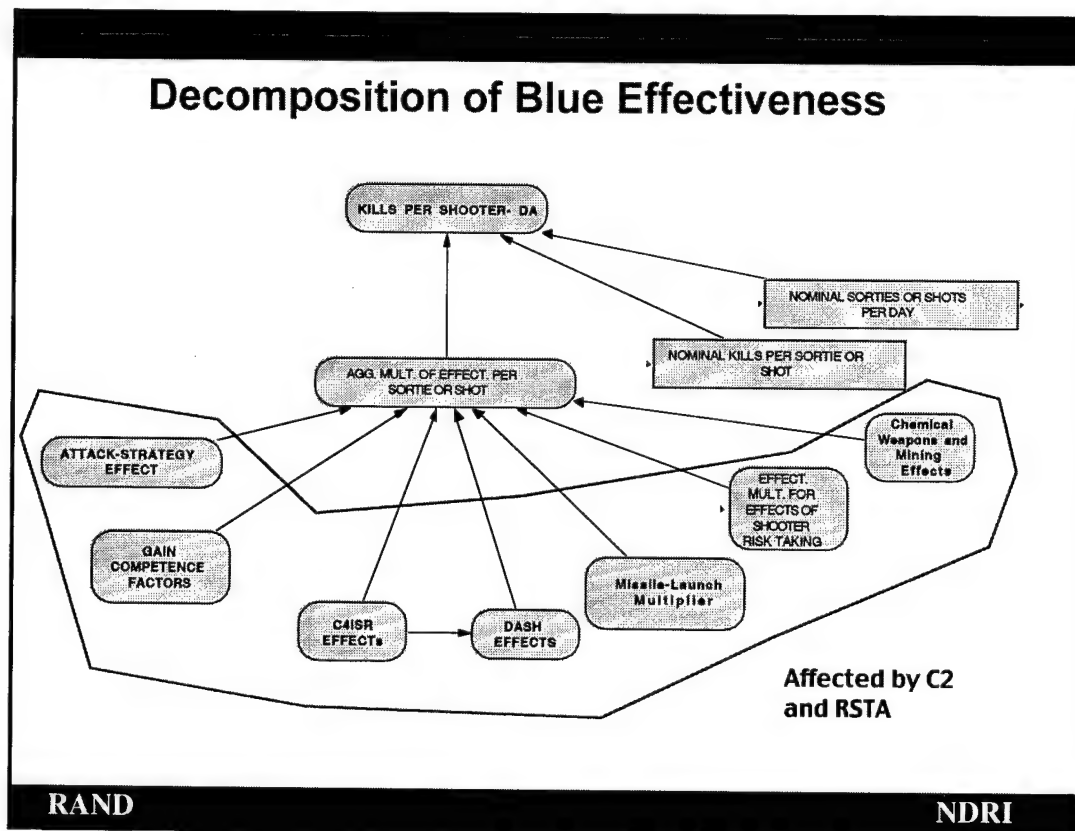 Decomposition of Blue Effectiveness
KILLS PER SHOOTER- DA
NOMINAL SORTIES OR SHOTS
PER DAY
NOMINAL KILLS PER SORTIE OR
SHOT
AGG. MULT. OF EFFECT. PER
SORTIE OR SHOT
Chemical
Weapons and
Mining
Effects
ATTACK-STRATEGY
EFFECT
EFFECT.
MULT. FOR
EFFECTS OF
SHOOTER
RISK TAKING
GAIN
COMPETENCE
FACTORS
Missile-Launch
Multiplier
C4ISR
EFFECTs
DASH
EFFECTS
Affected by C2
and RSTA
RAND
NDRI